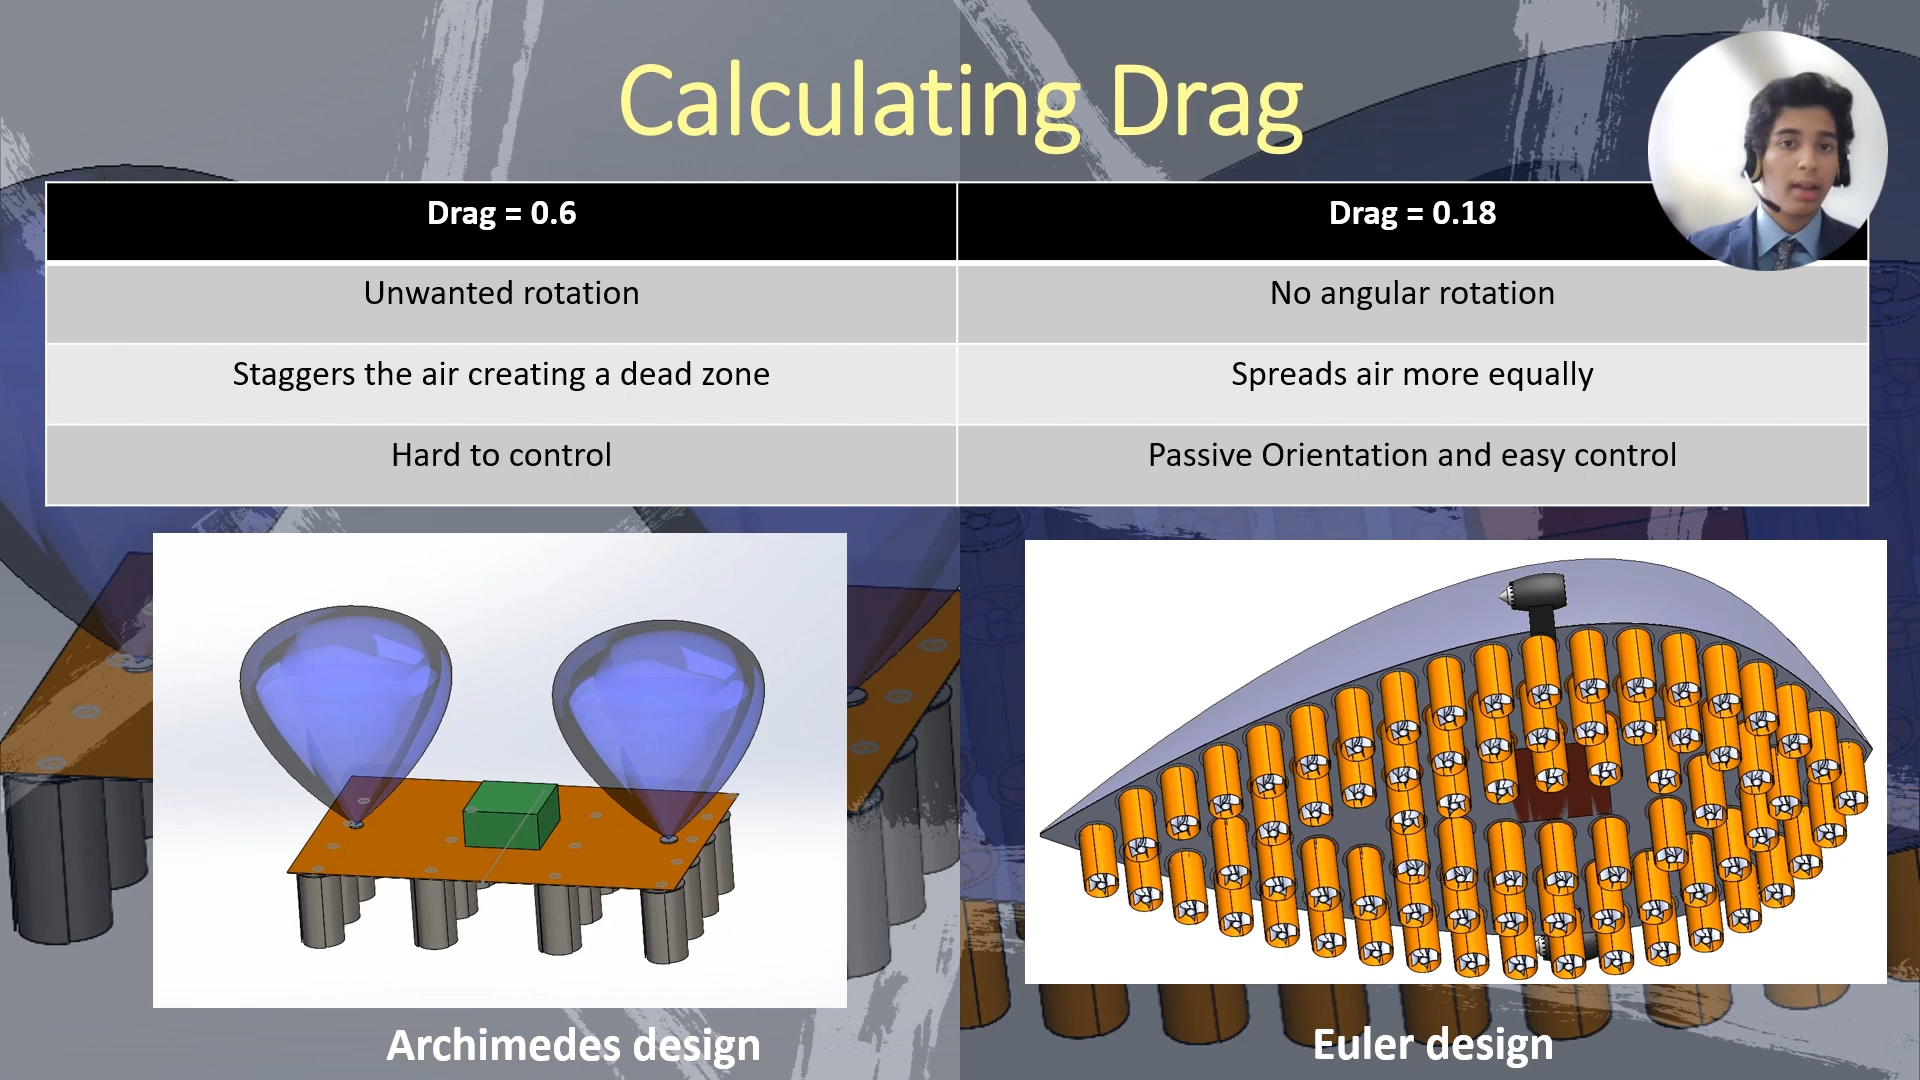 Calculating Drag
Drag = 0.6
Drag = 0.18
Unwanted rotation
No angular rotation
Staggers the air creating a dead zone
Spreads air more equally
Hard to control
Passive Orientation and easy control
Archimedes design
Euler design